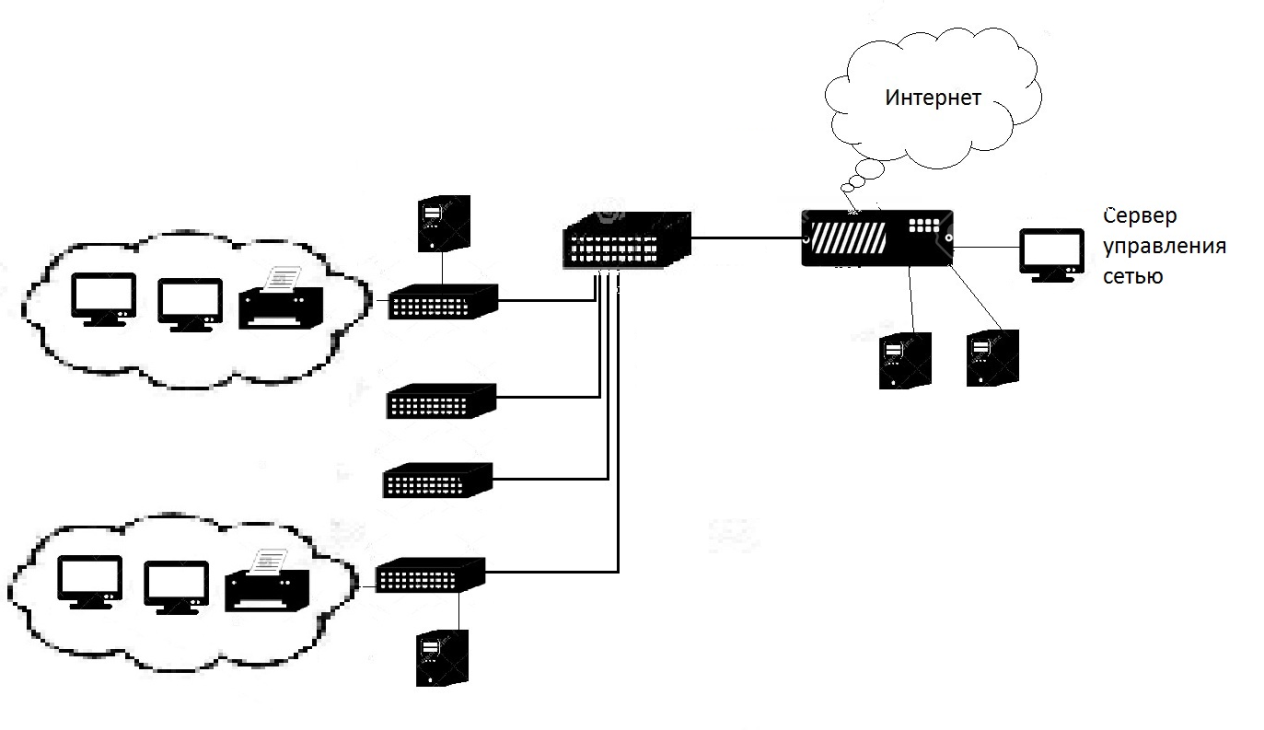 Интернет
Сервер
управления
сетью